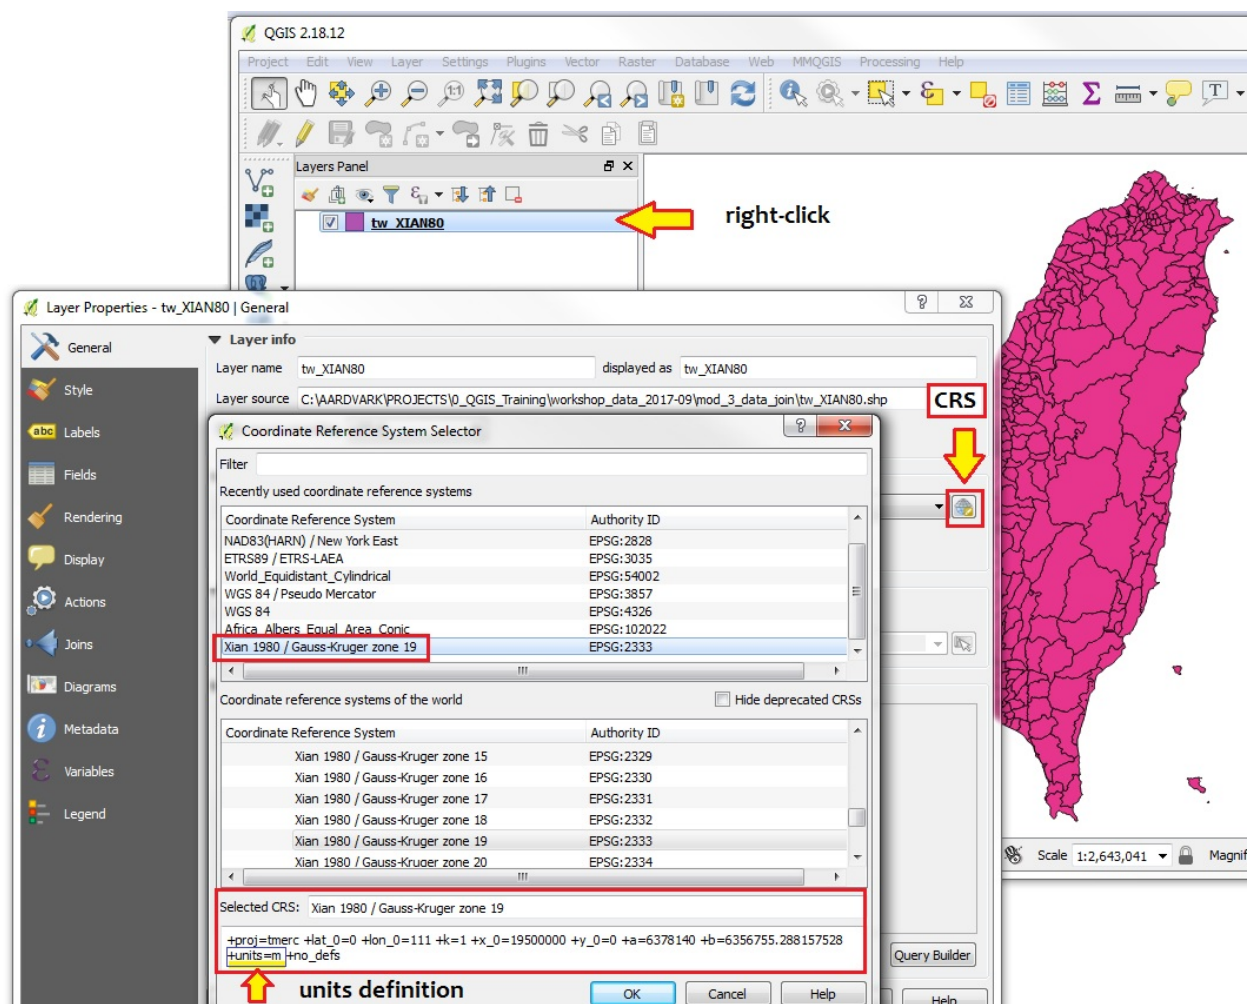 QGIS 2.18.12
Project Edit View Layer Settings Plugins Vector Raster Database Web MMQGIS Processing Help
Layers Panel
tw_XIAN80
right-click
Layer Properties - tw_XIAN80 | General
General
Style
Labels
Fields
Rendering
Display
Actions
Joins
Diagrams
Metadata
Variables
Legend
Layer info
Layer name tw_XIAN80 displayed as tw_XIAN80
Layer source C:\AARDVARK\PROJECTS\0_QGIS_Training\workshop_data_2017-09\mod_3_data_join\tw_XIAN80.shp
CRS
Coordinate Reference System Selector
Filter
Recently used coordinate reference systems
Coordinate Reference System Authority ID
NAD83(HARN) / New York East EPSG:2828
ETRS89 / ETRS-LAEA EPSG:3035
World_Equidistant_Cylindrical EPSG:54002
WGS 84 / Pseudo Mercator EPSG:3857
WGS 84 EPSG:4326
Africa_Albers_Equal_Area_Conic EPSG:102022
Xian 1980 / Gauss-Kruger zone 19 EPSG:2333
Coordinate reference systems of the world Hide deprecated CRSs
Coordinate Reference System Authority ID
Xian 1980 / Gauss-Kruger zone 15 EPSG:2329
Xian 1980 / Gauss-Kruger zone 16 EPSG:2330
Xian 1980 / Gauss-Kruger zone 17 EPSG:2331
Xian 1980 / Gauss-Kruger zone 18 EPSG:2332
Xian 1980 / Gauss-Kruger zone 19 EPSG:2333
Xian 1980 / Gauss-Kruger zone 20 EPSG:2334
Selected CRS: Xian 1980 / Gauss-Kruger zone 19
+proj=tmerc +lat_0=0 +lon_0=111 +k=1 +x_0=19500000 +y_0=0 +a=6378140 +b=6356755.288157528
+units=m +no_defs
units definition
OK Cancel Help
Query Builder
Help
Scale 1:2,643,041 Magnif